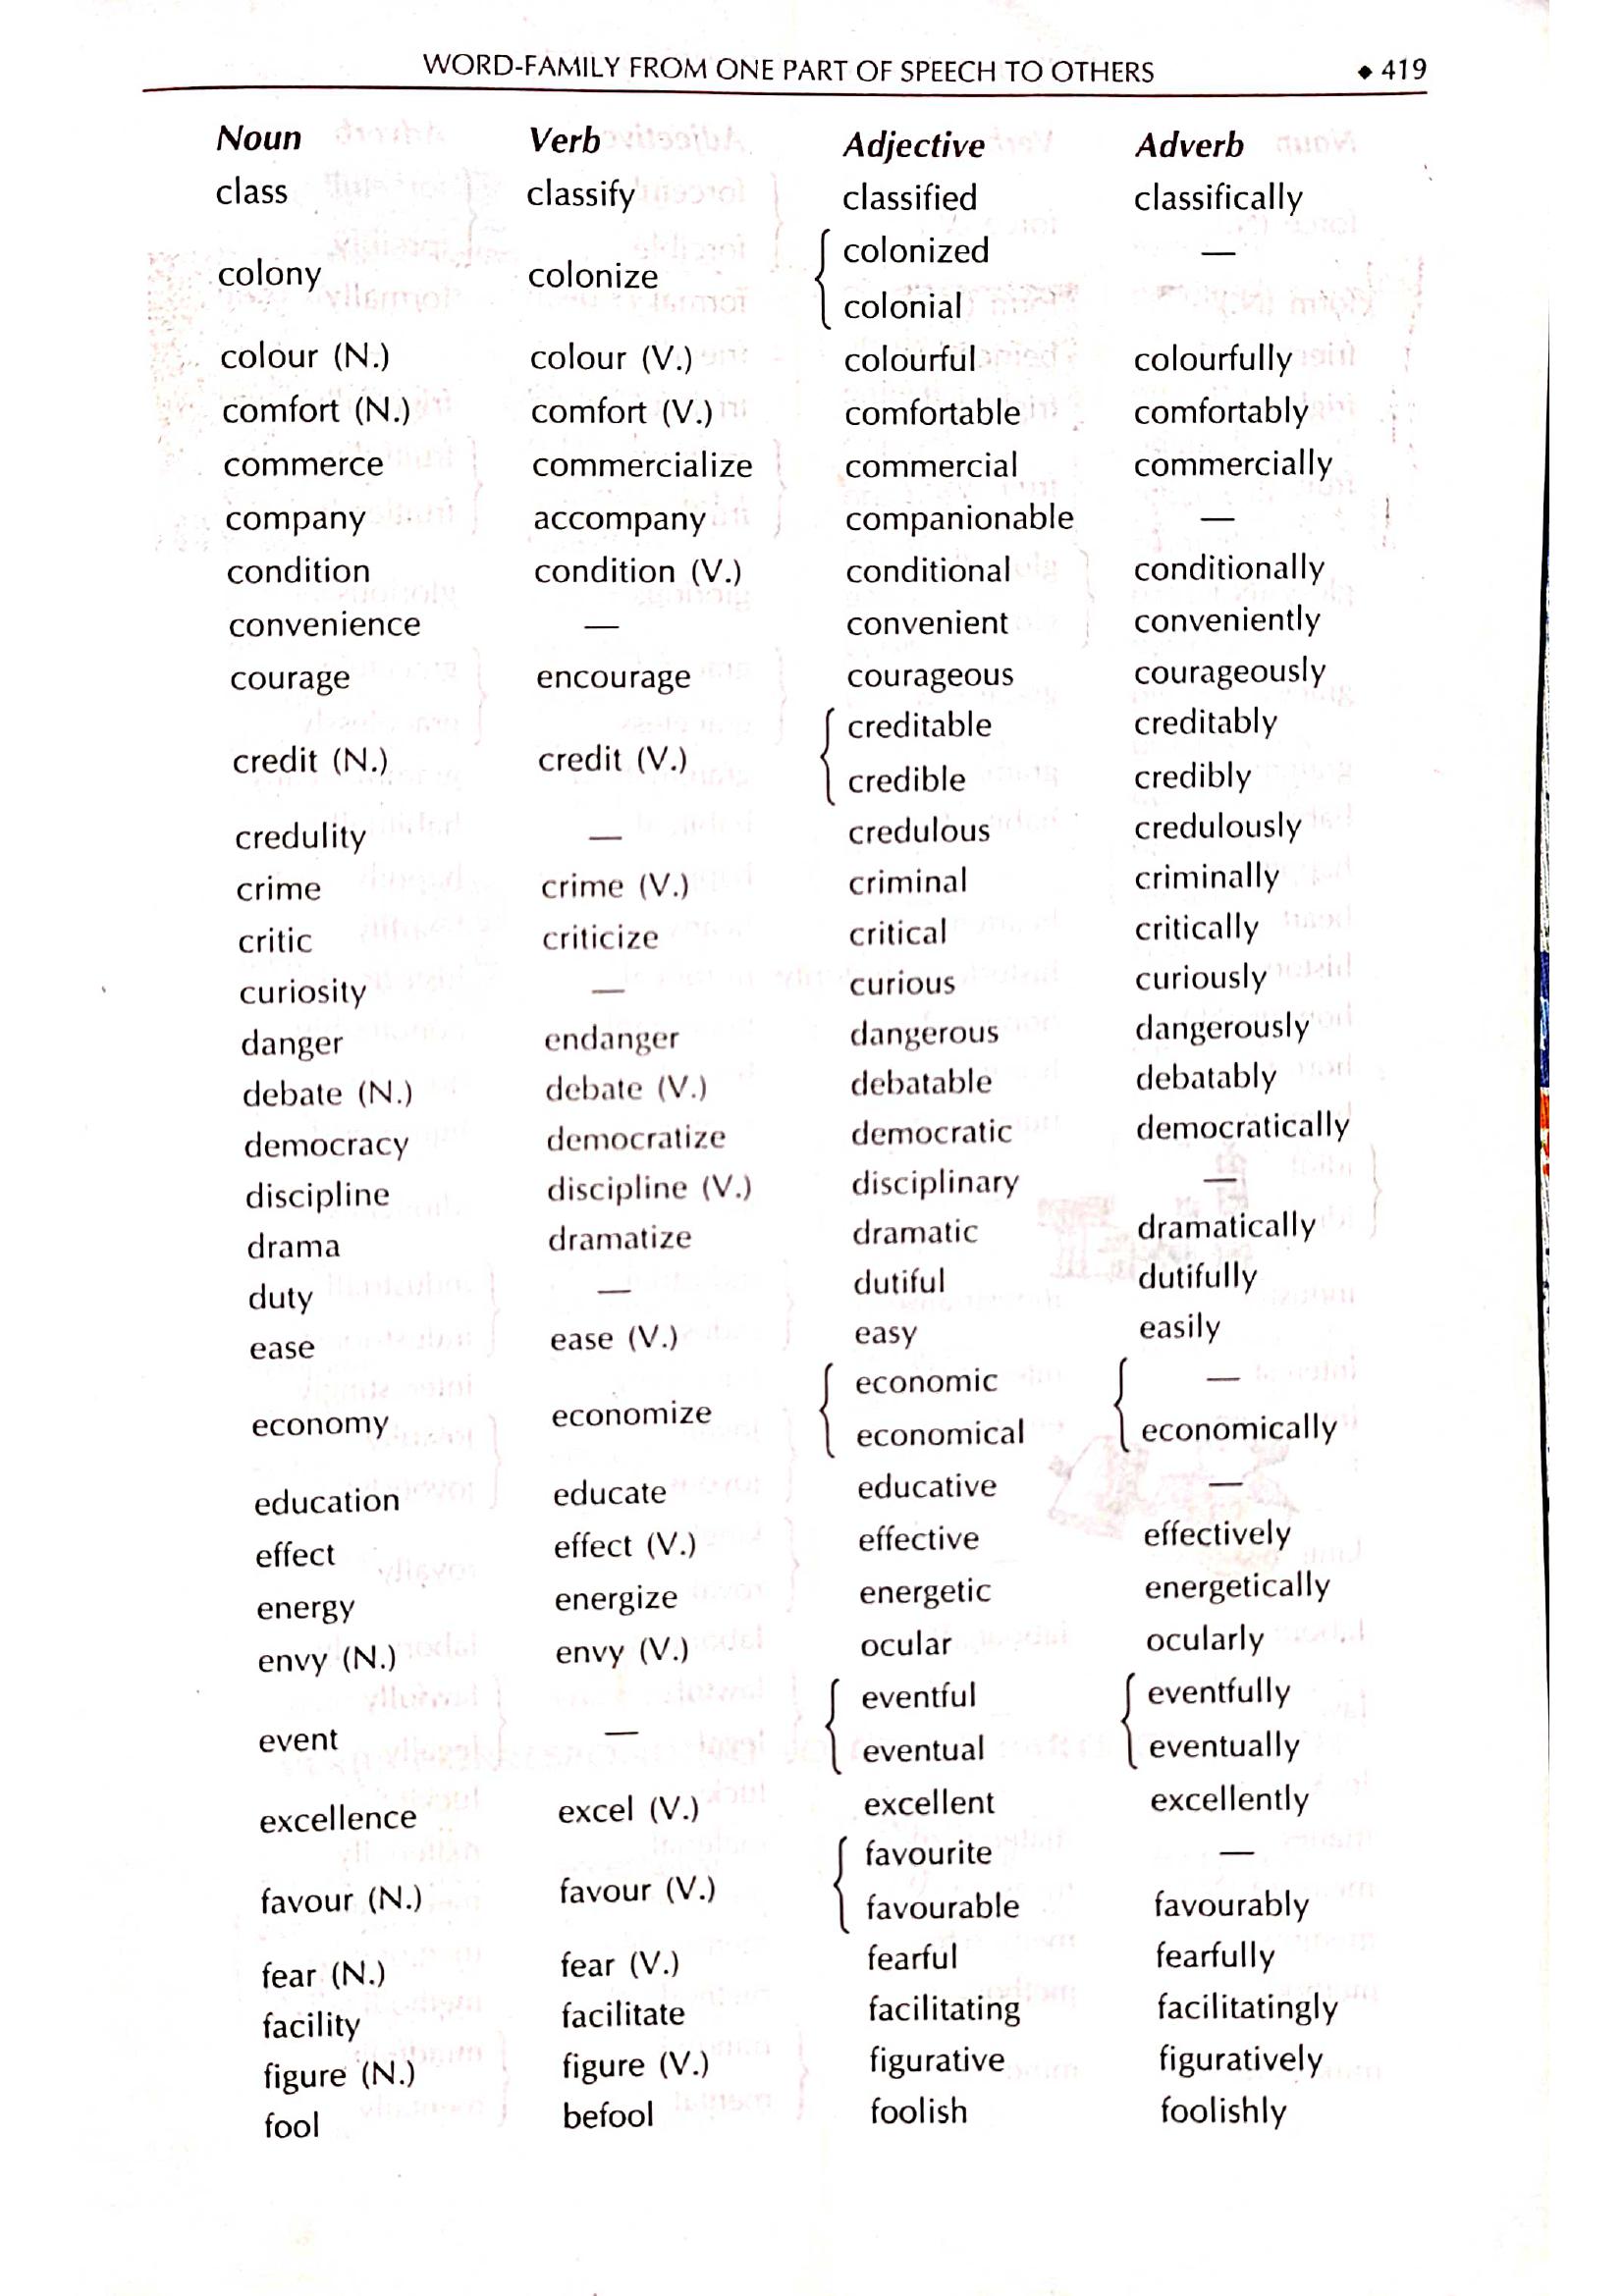 WORD-FAMILY FROM ONE PART OF SPEECH TO OTHERS ◆ 419
Noun Verb Adjective Adverb
class classify classified classifically
colony colonize { colonized —
colonial
colour (N.) colour (V.) colourful colourfully
comfort (N.) comfort (V.) comfortable comfortably
commerce commercialize commercial commercially
company accompany companionable —
condition condition (V.) conditional conditionally
convenience — convenient conveniently
courage encourage courageous courageously
credit (N.) credit (V.) { creditable creditably
credible credibly
credulity — credulous credulously
crime crime (V.) criminal criminally
critic criticize critical critically
curiosity — curious curiously
danger endanger dangerous dangerously
debate (N.) debate (V.) debatable debatably
democracy democratize democratic democratically
discipline discipline (V.) disciplinary —
drama dramatize dramatic dramatically
duty — dutiful dutifully
ease ease (V.) easy easily
economy economize { economic { —
economical economically
education educate educative —
effect effect (V.) effective effectively
energy energize energetic energetically
envy (N.) envy (V.) ocular ocularly
event — { eventful { eventfully
eventual eventually
excellence excel (V.) excellent excellently
favour (N.) favour (V.) { favourite —
favourable favourably
fear (N.) fear (V.) fearful fearfully
facility facilitate facilitating facilitatingly
figure (N.) figure (V.) figurative figuratively
fool befool foolish foolishly